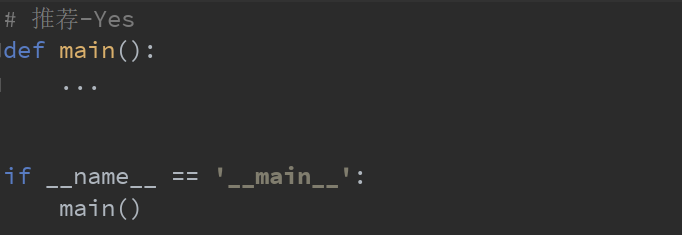 # 推荐-Yes
def main():
    ...
if __name__ == '__main__':
    main()